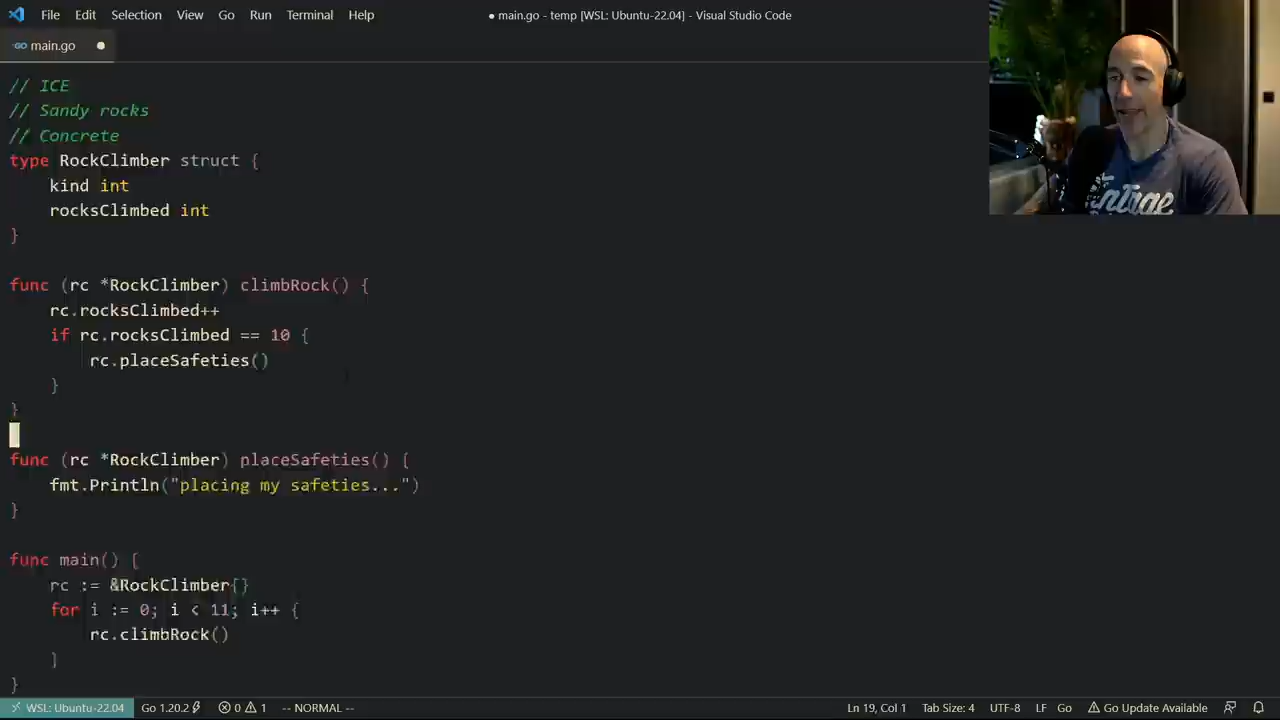 File Edit Selection View Go Run Terminal Help
● main.go - temp [WSL: Ubuntu-22.04] - Visual Studio Code
main.go
// ICE
// Sandy rocks
// Concrete
type RockClimber struct {
kind int
rocksClimbed int
}
func (rc *RockClimber) climbRock() {
rc.rocksClimbed++
if rc.rocksClimbed == 10 {
rc.placeSafeties()
}
}
func (rc *RockClimber) placeSafeties() {
fmt.Println("placing my safeties...")
}
func main() {
rc := &RockClimber{}
for i := 0; i < 11; i++ {
rc.climbRock()
}
}
WSL: Ubuntu-22.04 Go 1.20.2 0 1 -- NORMAL -- Ln 19, Col 1 Tab Size: 4 UTF-8 LF Go Go Update Available